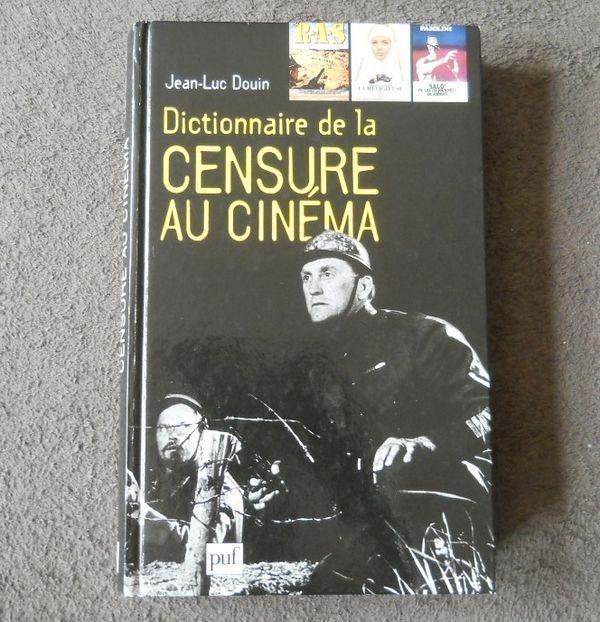 R.A.S
LA RELIGIEUSE
PASOLINI
SALO'
Jean-Luc Douin
Dictionnaire de la
CENSURE
AU CINÉMA
CENSURE AU CINÉMA
puf